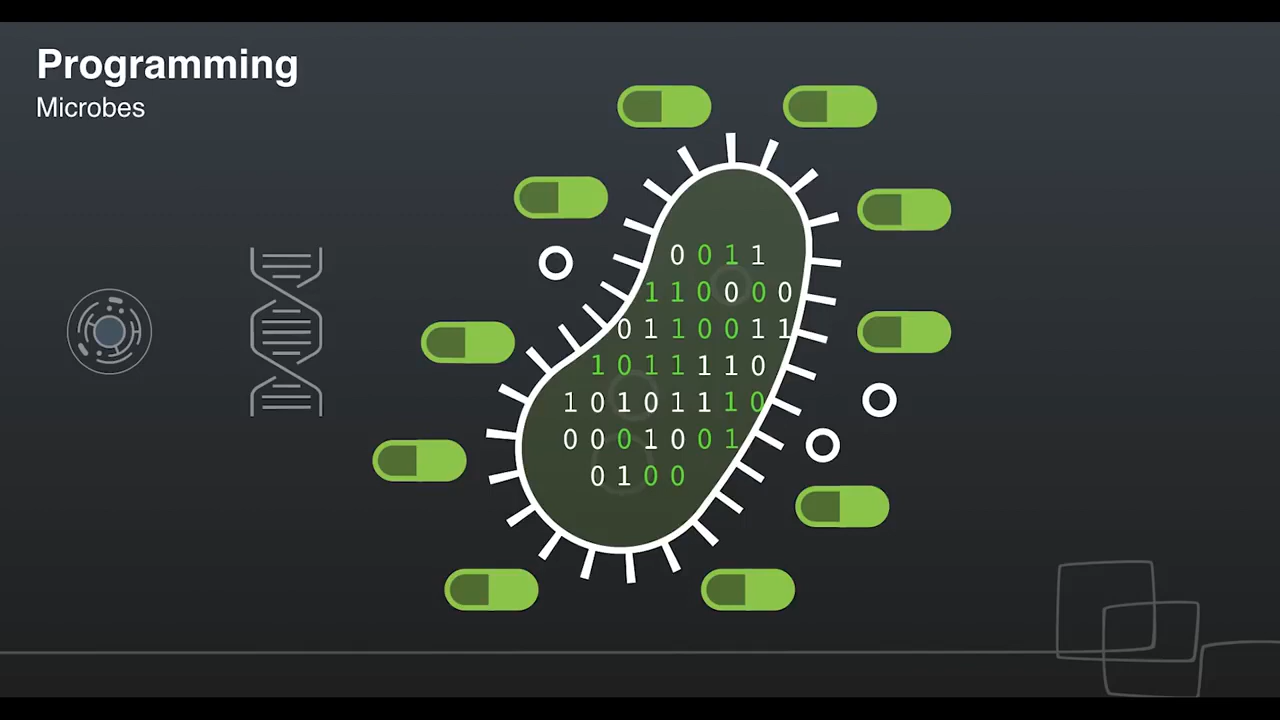 Programming
Microbes
0 0 1 1
1 1 0 0 0 0
0 1 1 0 0 1 1
1 0 1 1 1 1 0
1 0 1 0 1 1 1 0
0 0 0 1 0 0 1
0 1 0 0